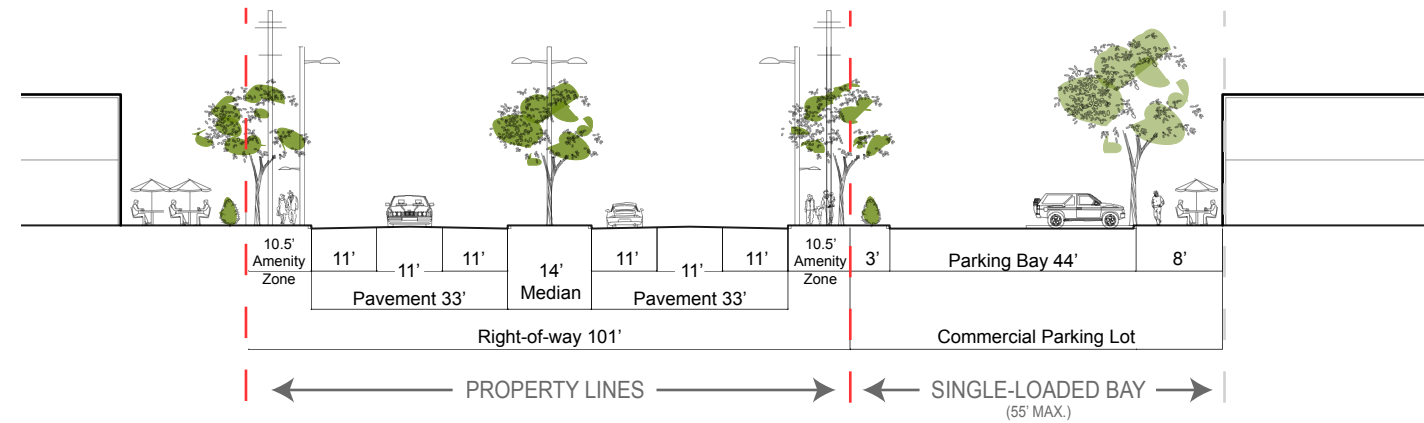 10.5’
Amenity
Zone
11’
11’
11’
14’
Median
11’
11’
11’
10.5’
Amenity
Zone
3’
Parking Bay 44’
8’
Pavement 33’
Pavement 33’
Right-of-way 101’
Commercial Parking Lot
PROPERTY LINES
SINGLE-LOADED BAY
(55’ MAX.)